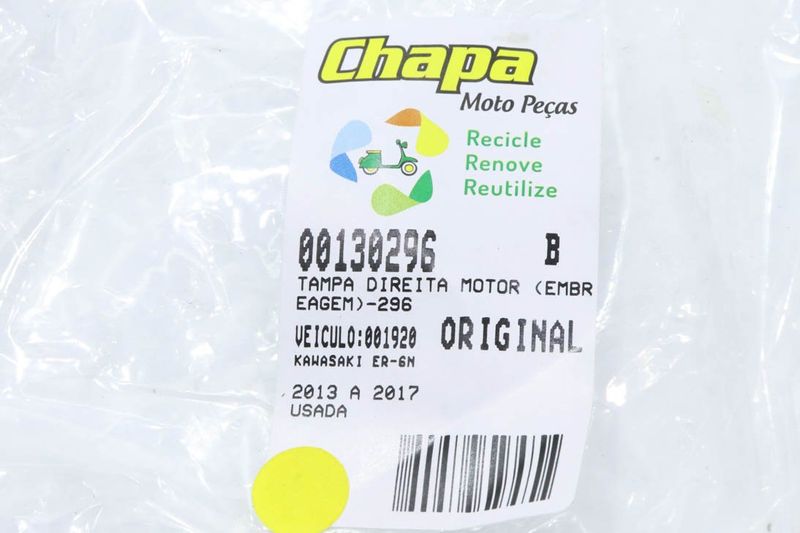 Chapa
Moto Peças
Recicle
Renove
Reutilize
00130296 B
TAMPA DIREITA MOTOR (EMBR
EAGEM)-296
VEICULO:001920 ORIGINAL
KAWASAKI ER-6N
2013 A 2017
USADA